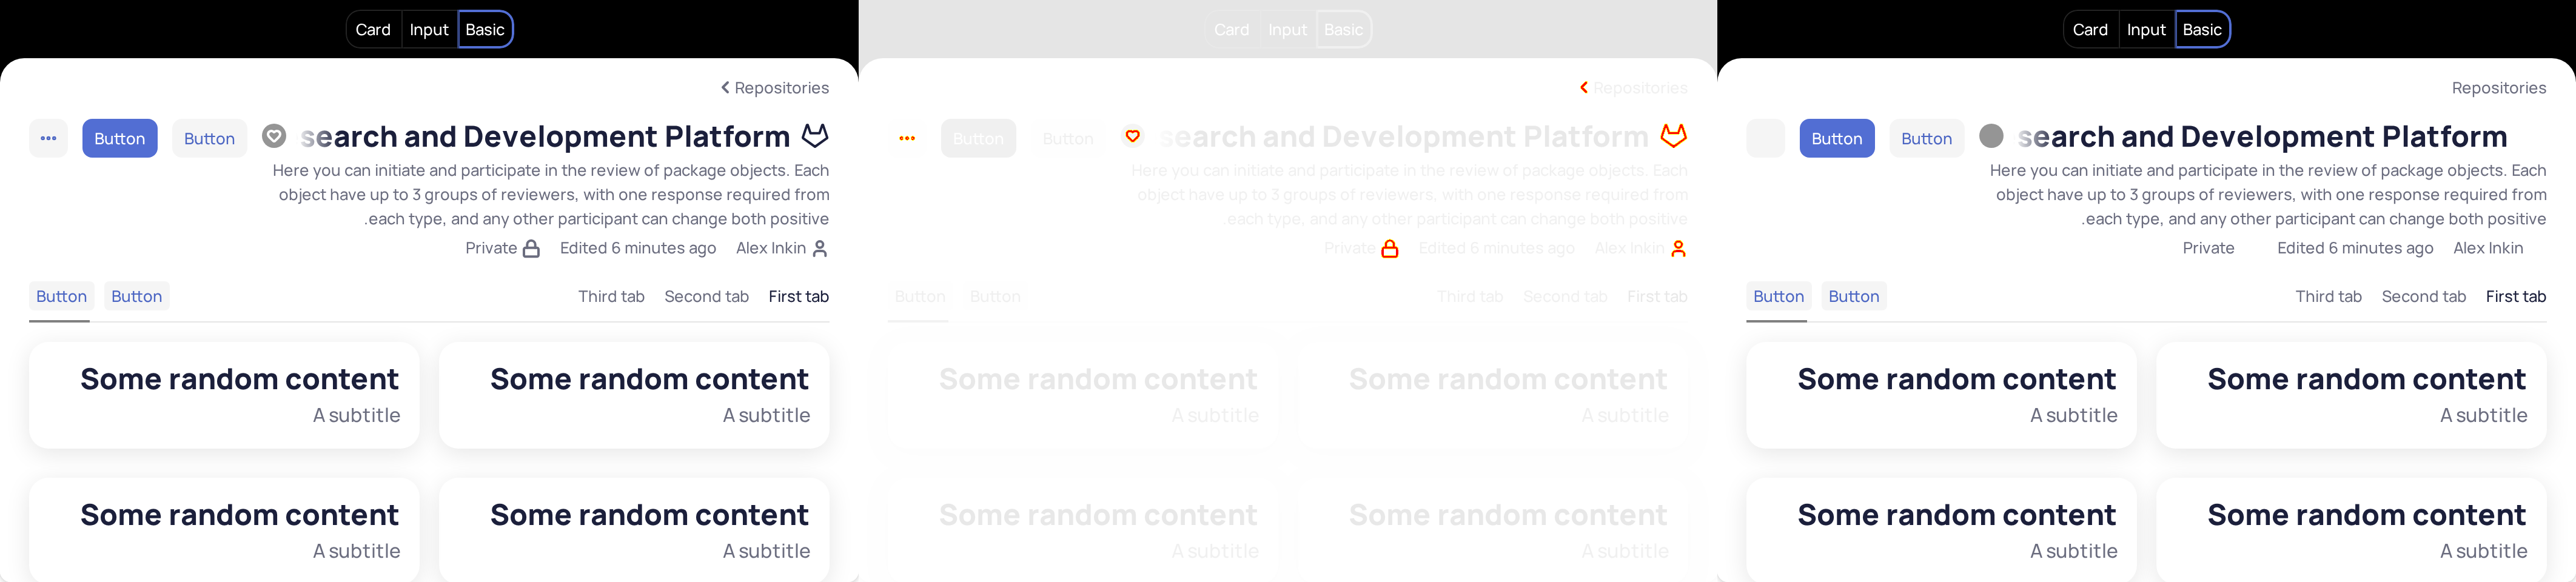 Card Input Basic
Repositories
Button Button search and Development Platform
Here you can initiate and participate in the review of package objects. Each
object have up to 3 groups of reviewers, with one response required from
.each type, and any other participant can change both positive
Private Edited 6 minutes ago Alex Inkin
Button Button Third tab Second tab First tab
Some random content Some random content
A subtitle A subtitle
Some random content Some random content
A subtitle A subtitle
Card Input Basic
Repositories
Button Button search and Development Platform
Here you can initiate and participate in the review of package objects. Each
object have up to 3 groups of reviewers, with one response required from
.each type, and any other participant can change both positive
Private Edited 6 minutes ago Alex Inkin
Button Button Third tab Second tab First tab
Some random content Some random content
A subtitle A subtitle
Some random content Some random content
A subtitle A subtitle
Card Input Basic
Repositories
Button Button search and Development Platform
Here you can initiate and participate in the review of package objects. Each
object have up to 3 groups of reviewers, with one response required from
.each type, and any other participant can change both positive
Private Edited 6 minutes ago Alex Inkin
Button Button Third tab Second tab First tab
Some random content Some random content
A subtitle A subtitle
Some random content Some random content
A subtitle A subtitle